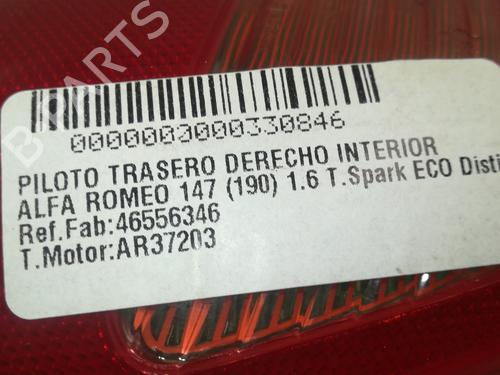 B-PARTS
0000000000330846
PILOTO TRASERO DERECHO INTERIOR
ALFA ROMEO 147 (190) 1.6 T.Spark ECO Disti
Ref.Fab:46556346
T.Motor:AR37203